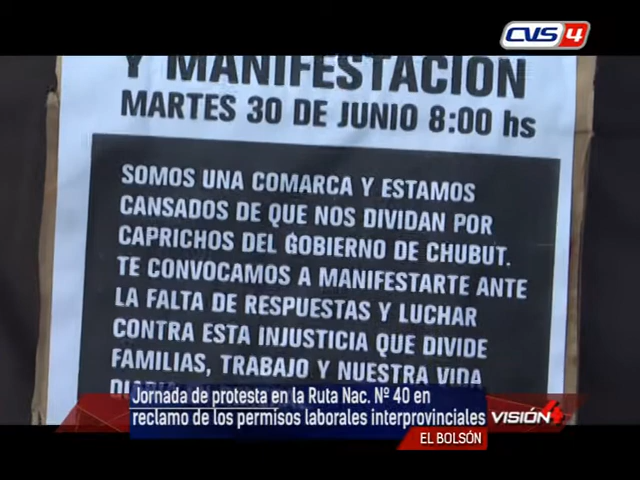 CVS4
Y MANIFESTACIÓN
MARTES 30 DE JUNIO 8:00 hs
SOMOS UNA COMARCA Y ESTAMOS
CANSADOS DE QUE NOS DIVIDAN POR
CAPRICHOS DEL GOBIERNO DE CHUBUT.
TE CONVOCAMOS A MANIFESTARTE ANTE
LA FALTA DE RESPUESTAS Y LUCHAR
CONTRA ESTA INJUSTICIA QUE DIVIDE
FAMILIAS, TRABAJO Y NUESTRA VIDA
Jornada de protesta en la Ruta Nac. Nº 40 en
reclamo de los permisos laborales interprovinciales
VISIÓN 4
EL BOLSÓN